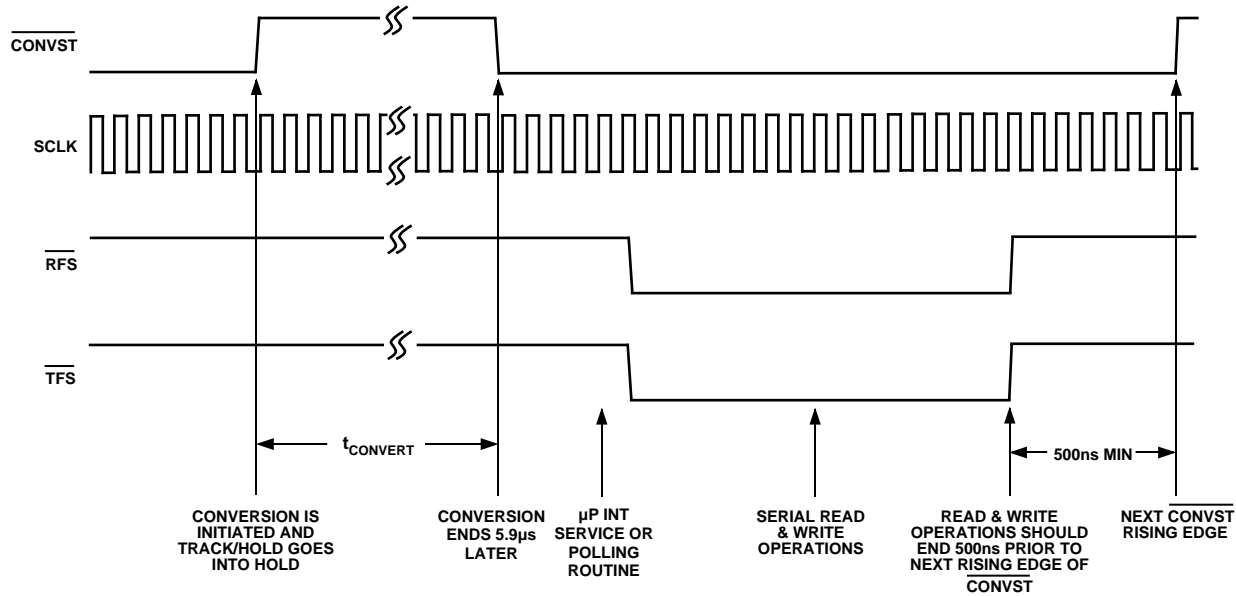 CONVST
SCLK
RFS
TFS
tCONVERT
500ns MIN
CONVERSION IS
INITIATED AND
TRACK/HOLD GOES
INTO HOLD
CONVERSION
ENDS 5.9µs
LATER
µP INT
SERVICE OR
POLLING
ROUTINE
SERIAL READ
& WRITE
OPERATIONS
READ & WRITE
OPERATIONS SHOULD
END 500ns PRIOR TO
NEXT RISING EDGE OF
CONVST
NEXT CONVST
RISING EDGE